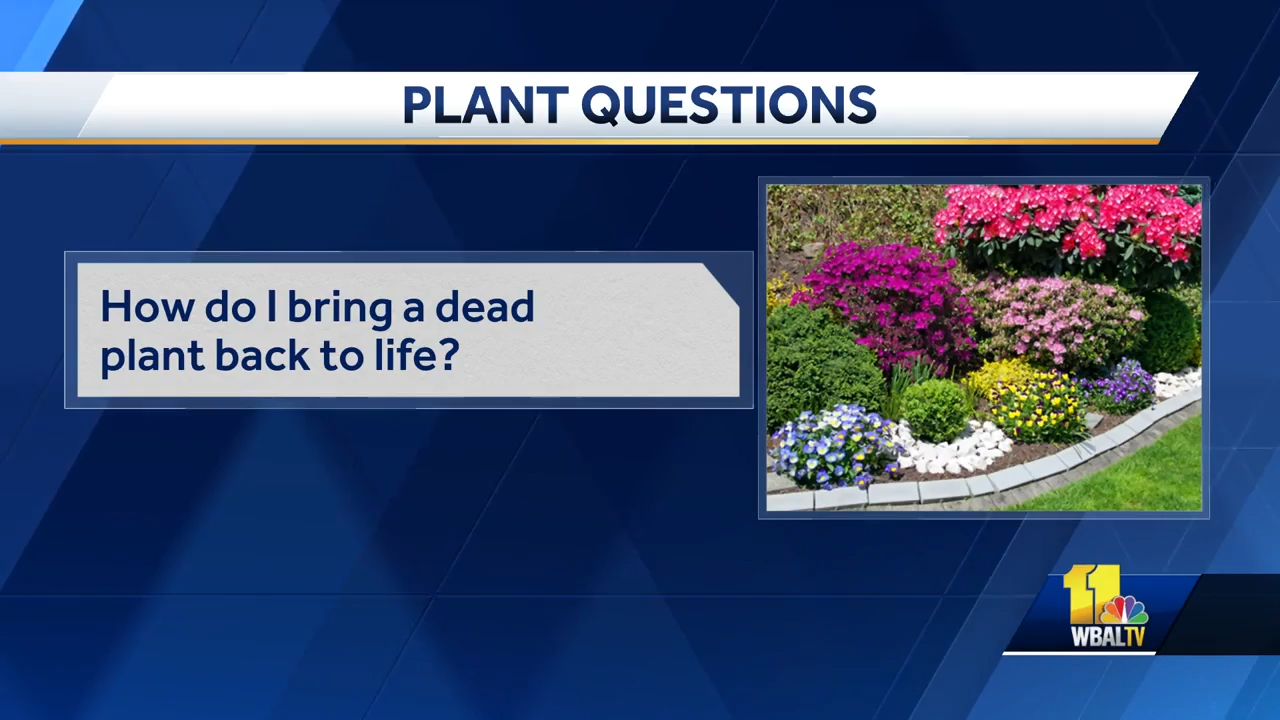 PLANT QUESTIONS
How do I bring a dead
plant back to life?
11
WBALTV